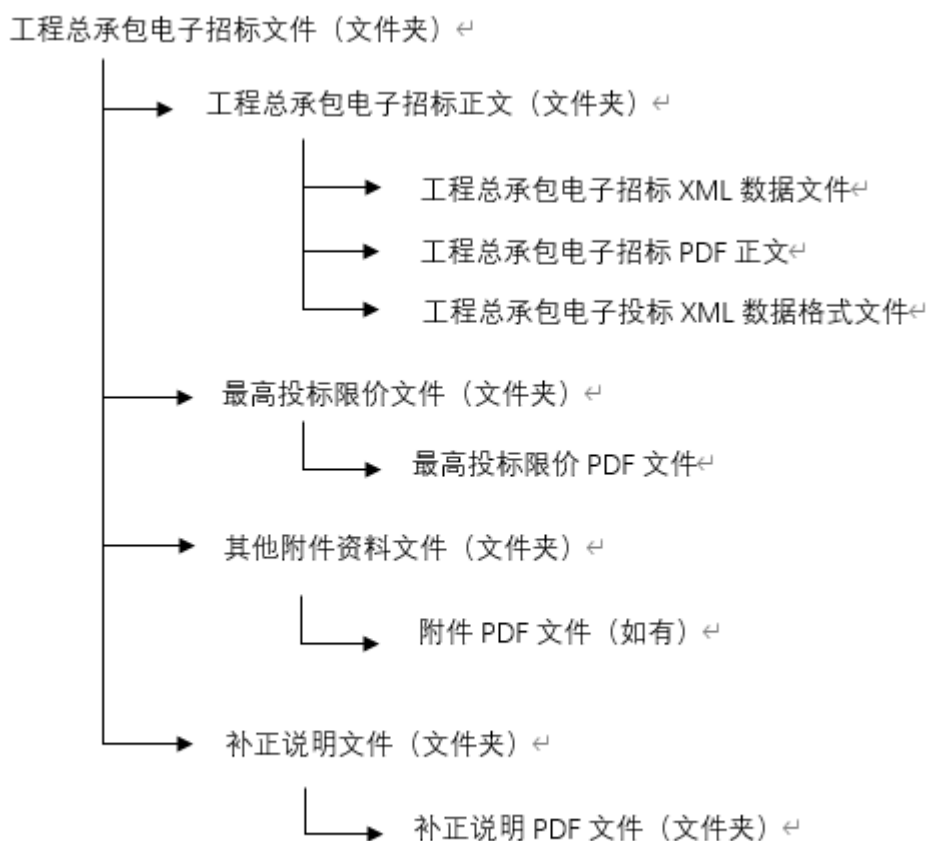 工程总承包电子招标文件（文件夹）↵
工程总承包电子招标正文（文件夹）↵
工程总承包电子招标 XML 数据文件↵
工程总承包电子招标 PDF 正文↵
工程总承包电子投标 XML 数据格式文件↵
最高投标限价文件（文件夹）↵
最高投标限价 PDF 文件↵
其他附件资料文件（文件夹）↵
附件 PDF 文件（如有）↵
补正说明文件（文件夹）↵
补正说明 PDF 文件（文件夹）↵